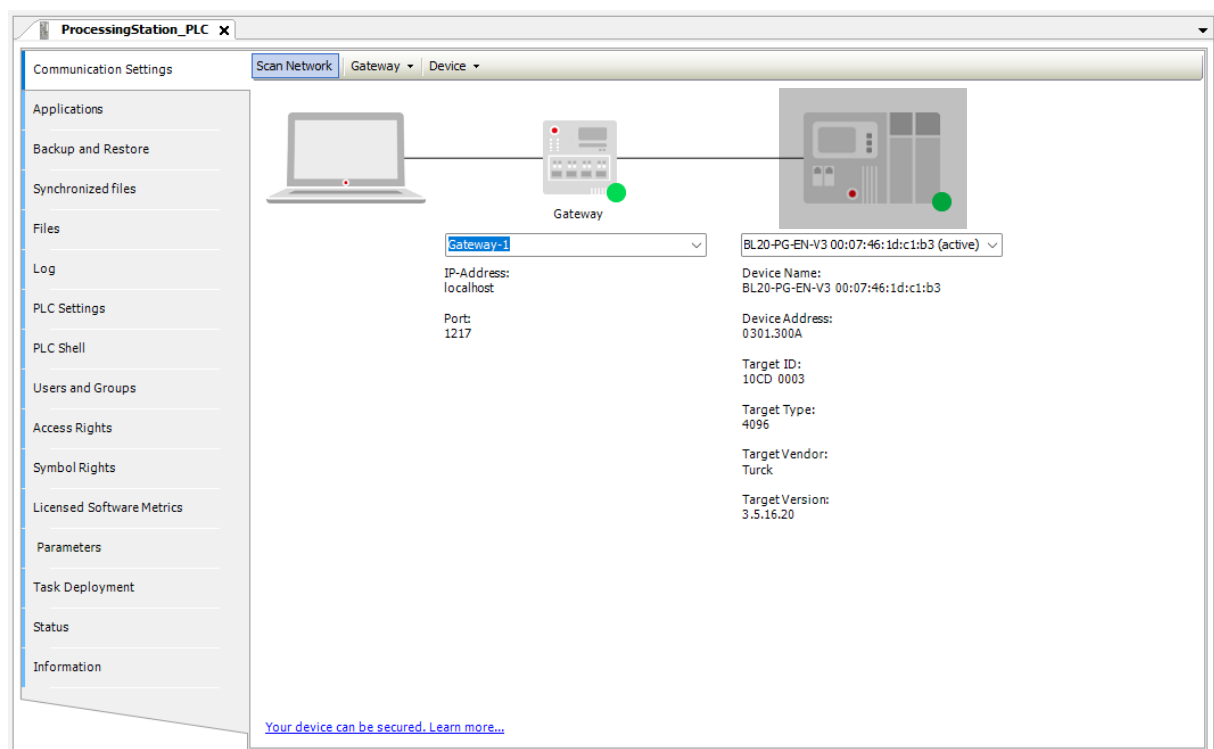 ProcessingStation_PLC
Communication Settings
Applications
Backup and Restore
Synchronized files
Files
Log
PLC Settings
PLC Shell
Users and Groups
Access Rights
Symbol Rights
Licensed Software Metrics
Parameters
Task Deployment
Status
Information
Scan Network Gateway Device
Gateway
Gateway-1
IP-Address:
localhost
Port:
1217
BL20-PG-EN-V3 00:07:46:1d:c1:b3 (active)
Device Name:
BL20-PG-EN-V3 00:07:46:1d:c1:b3
Device Address:
0301.300A
Target ID:
10CD 0003
Target Type:
4096
Target Vendor:
Turck
Target Version:
3.5.16.20
Your device can be secured. Learn more...